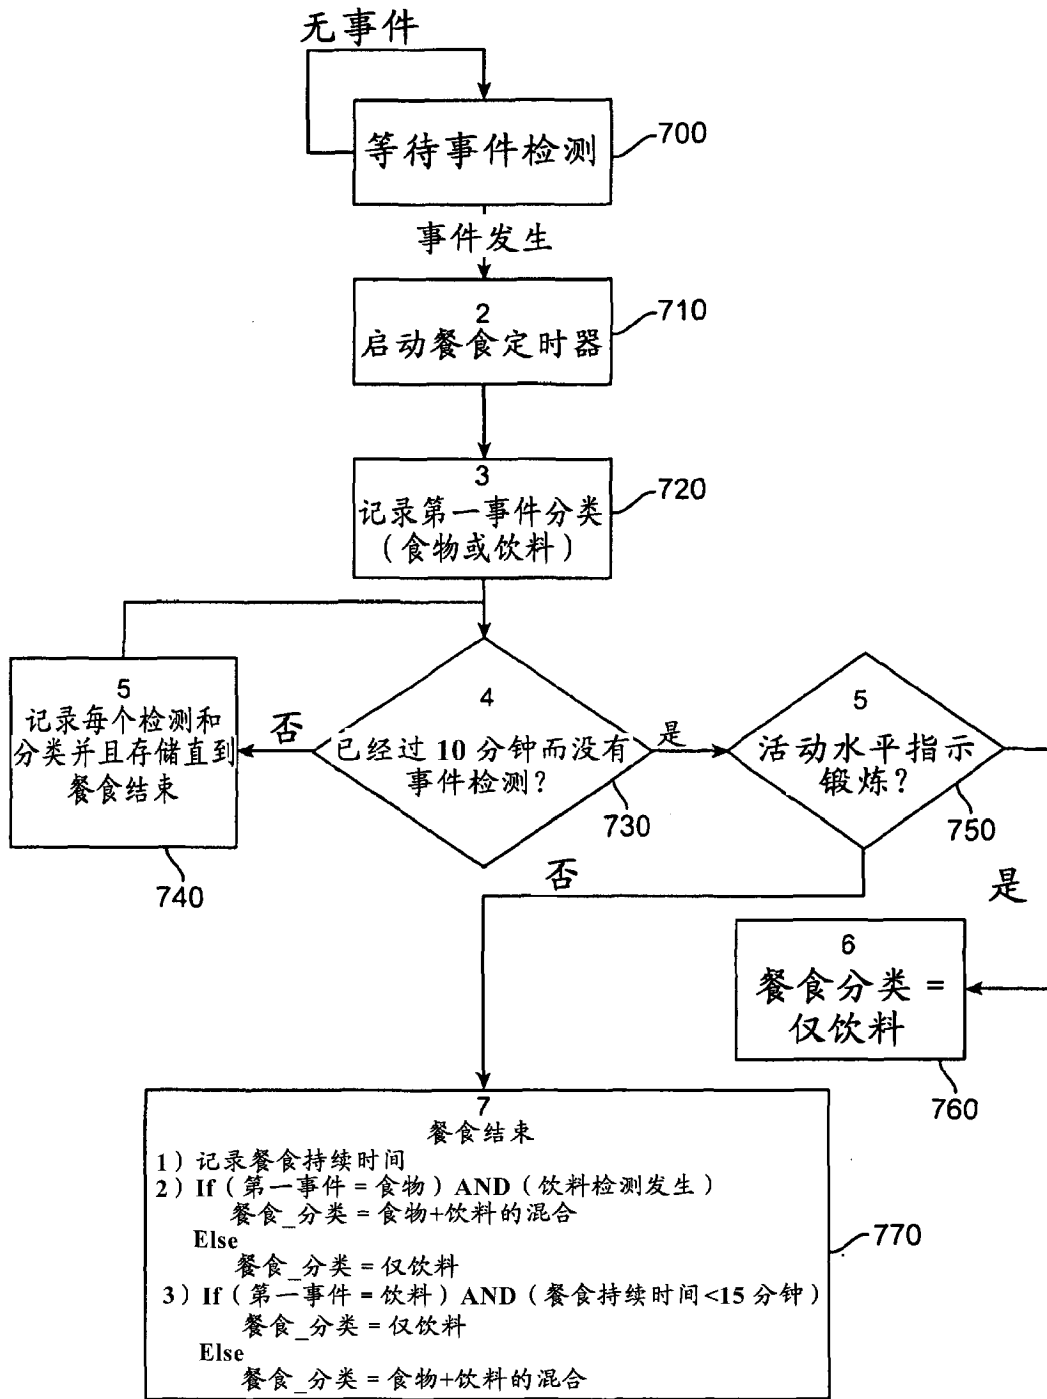 无事件
等待事件检测
700
事件发生
2
启动餐食定时器
710
3
记录第一事件分类
（食物或饮料）
720
4
已经过 10 分钟而没有
事件检测？
730
否
5
记录每个检测和
分类并且存储直到
餐食结束
740
是
5
活动水平指示
锻炼？
750
否
是
6
餐食分类 =
仅饮料
760
7
餐食结束
1）记录餐食持续时间
2）If（第一事件 = 食物）AND（饮料检测发生）
餐食_分类 = 食物+饮料的混合
Else
餐食_分类 = 仅饮料
3）If（第一事件 = 饮料）AND（餐食持续时间<15 分钟）
餐食_分类 = 仅饮料
Else
餐食_分类 = 食物+饮料的混合
770